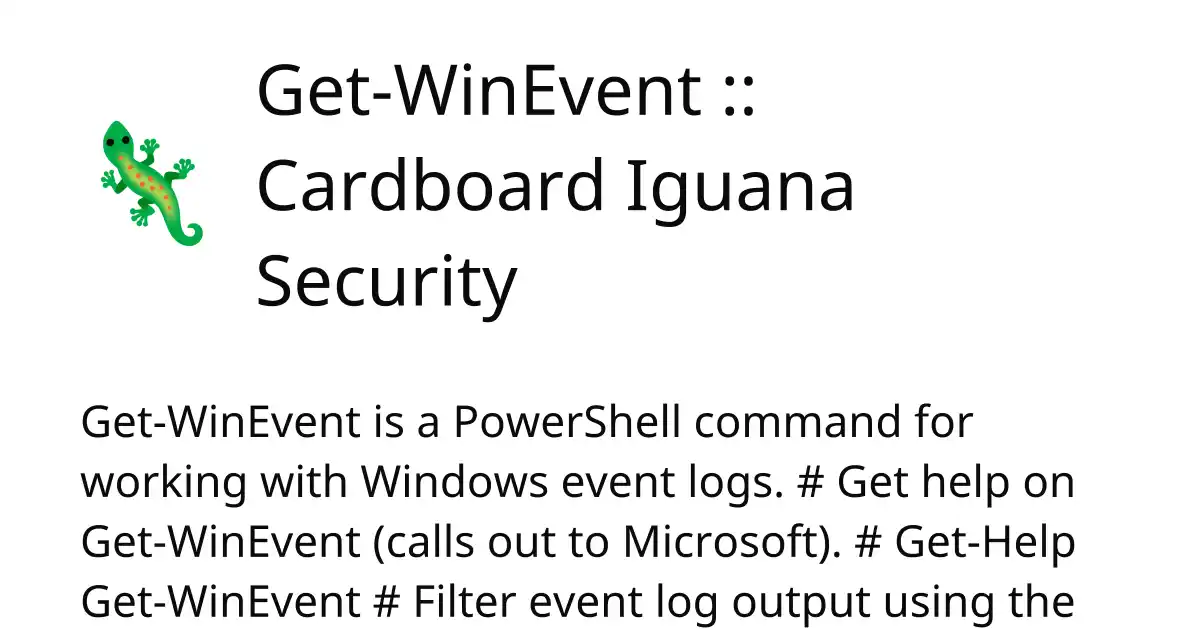 Get-WinEvent ::
Cardboard Iguana
Security
Get-WinEvent is a PowerShell command for
working with Windows event logs. # Get help on
Get-WinEvent (calls out to Microsoft). # Get-Help
Get-WinEvent # Filter event log output using the